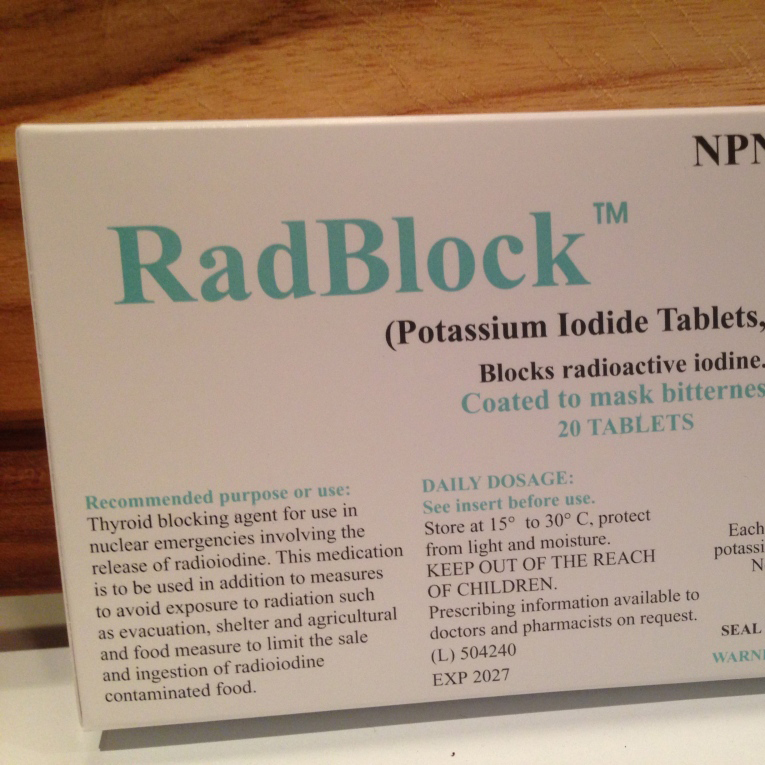 NPN
RadBlock™
(Potassium Iodide Tablets,
Blocks radioactive iodine.
Coated to mask bitternes
20 TABLETS
Recommended purpose or use:
Thyroid blocking agent for use in
nuclear emergencies involving the
release of radioiodine. This medication
is to be used in addition to measures
to avoid exposure to radiation such
as evacuation, shelter and agricultural
and food measure to limit the sale
and ingestion of radioiodine
contaminated food.
DAILY DOSAGE:
See insert before use.
Store at 15° to 30° C, protect
from light and moisture.
KEEP OUT OF THE REACH
OF CHILDREN.
Prescribing information available to
doctors and pharmacists on request.
(L) 504240
EXP 2027
Each
potassi
N
SEAL
WARN